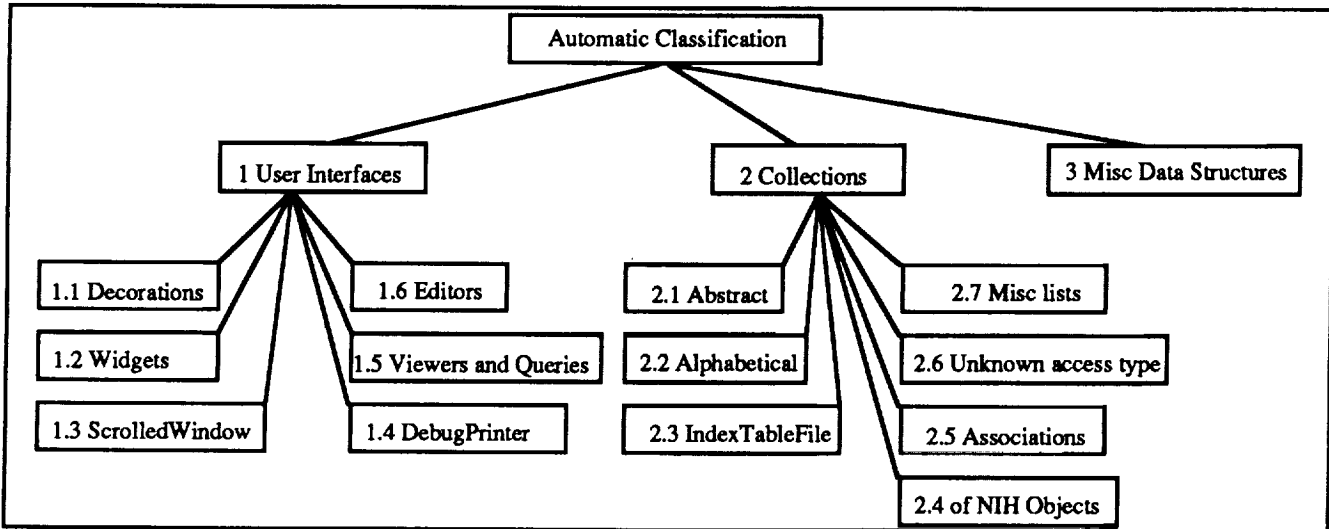 Automatic Classification
1 User Interfaces
2 Collections
3 Misc Data Structures
1.1 Decorations
1.6 Editors
2.1 Abstract
2.7 Misc lists
1.2 Widgets
1.5 Viewers and Queries
2.2 Alphabetical
2.6 Unknown access type
1.3 ScrolledWindow
1.4 DebugPrinter
2.3 IndexTableFile
2.5 Associations
2.4 of NIH Objects